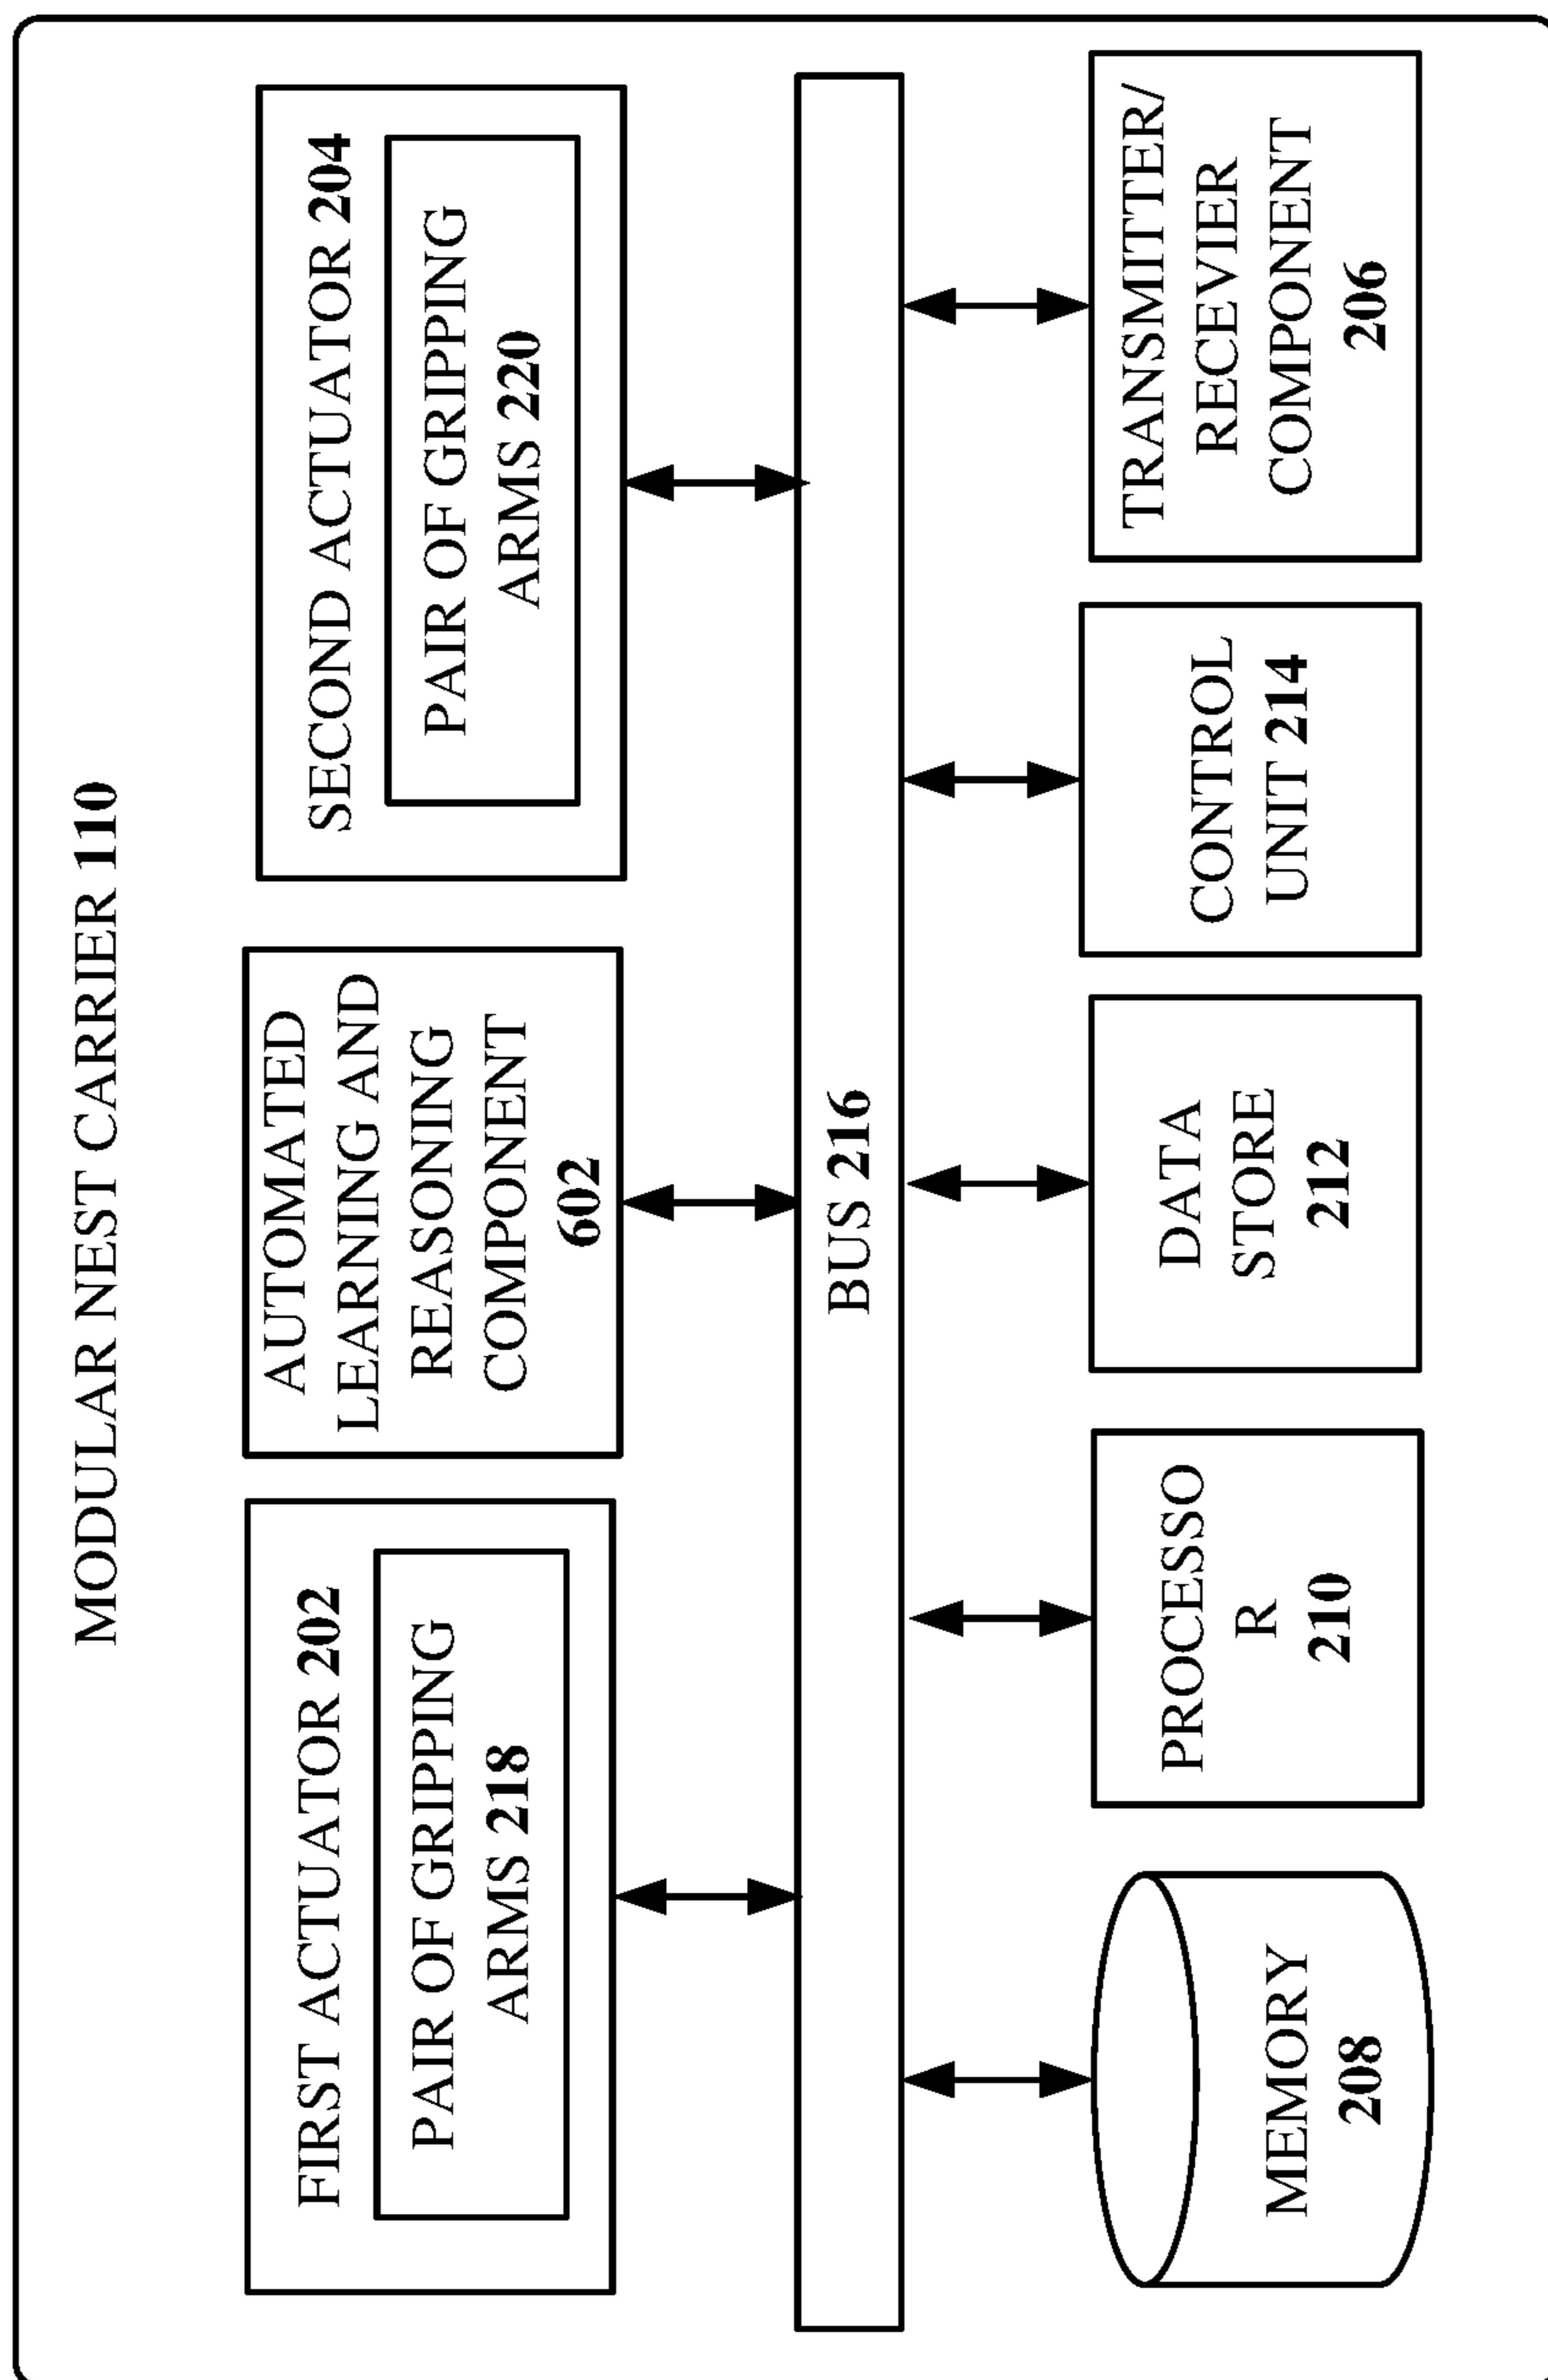 MODULAR NEST CARRIER 110
FIRST ACTUATOR 202
PAIR OF GRIPPING
ARMS 218
AUTOMATED
LEARNING AND
REASONING
COMPONENT
602
SECOND ACTUATOR 204
PAIR OF GRIPPING
ARMS 220
BUS 216
MEMORY
208
PROCESSO
R
210
DATA
STORE
212
CONTROL
UNIT 214
TRANSMITTER/
RECEVIER
COMPONENT
206